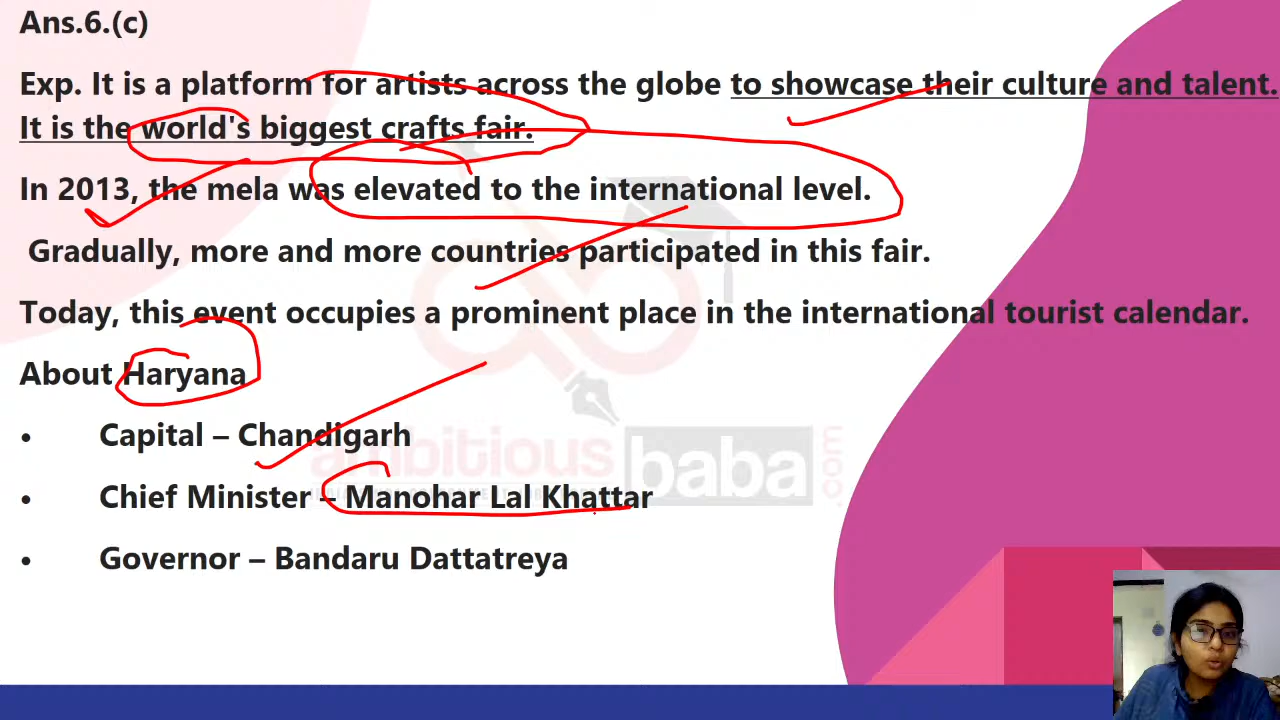 Ans.6.(c)
Exp. It is a platform for artists across the globe to showcase their culture and talent.
It is the world's biggest crafts fair.
In 2013, the mela was elevated to the international level.
Gradually, more and more countries participated in this fair.
Today, this event occupies a prominent place in the international tourist calendar.
About Haryana
• Capital – Chandigarh
• Chief Minister – Manohar Lal Khattar
• Governor – Bandaru Dattatreya
ambitious baba .com